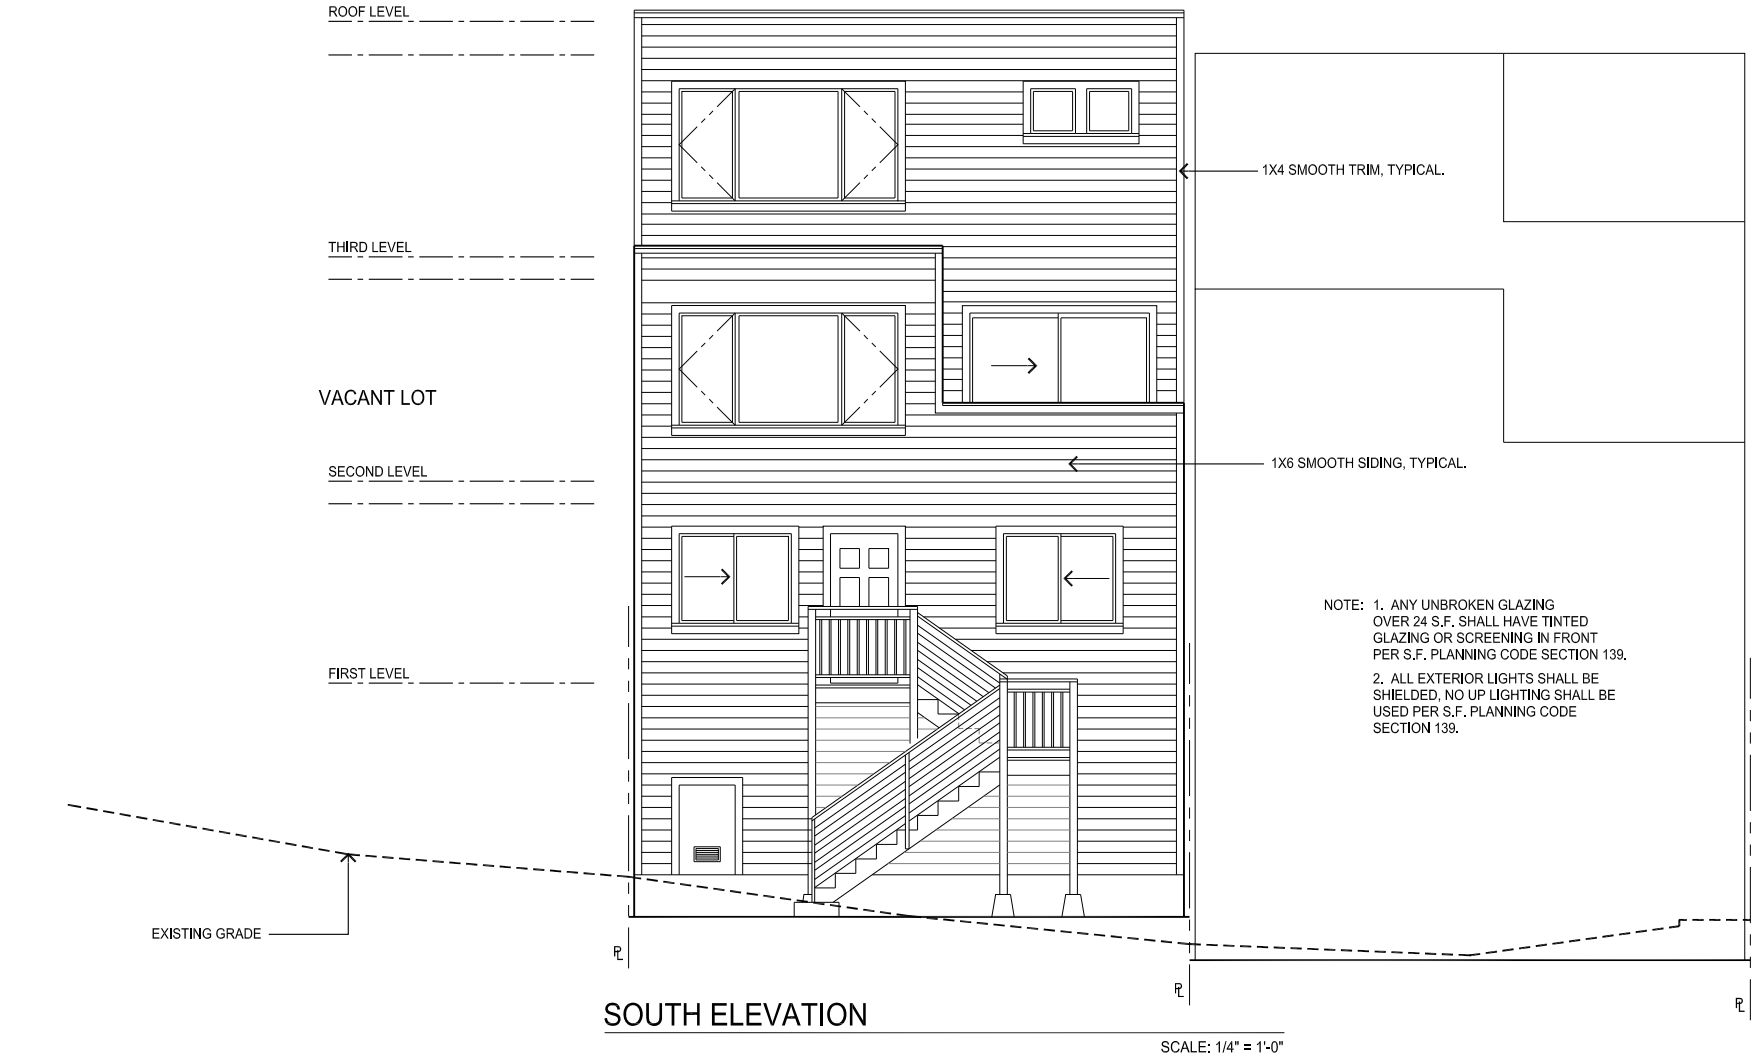 ROOF LEVEL
1X4 SMOOTH TRIM, TYPICAL.
THIRD LEVEL
VACANT LOT
SECOND LEVEL
1X6 SMOOTH SIDING, TYPICAL.
NOTE: 1. ANY UNBROKEN GLAZING
OVER 24 S.F. SHALL HAVE TINTED
GLAZING OR SCREENING IN FRONT
PER S.F. PLANNING CODE SECTION 139.
2. ALL EXTERIOR LIGHTS SHALL BE
SHIELDED, NO UP LIGHTING SHALL BE
USED PER S.F. PLANNING CODE
SECTION 139.
FIRST LEVEL
EXISTING GRADE
PL
PL
PL
SOUTH ELEVATION
SCALE: 1/4" = 1'-0"